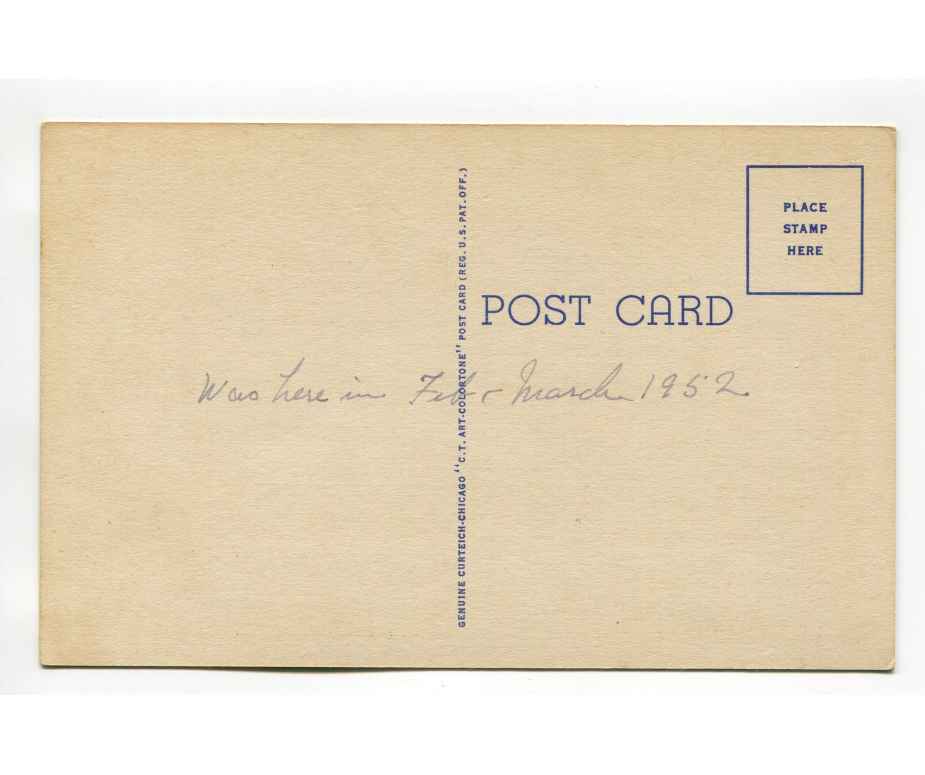 PLACE
STAMP
HERE
POST CARD
Was here in Feb & March 1952
GENUINE CURTEICH-CHICAGO "C.T. ART-COLORTONE" POST CARD (REG. U.S. PAT. OFF.)